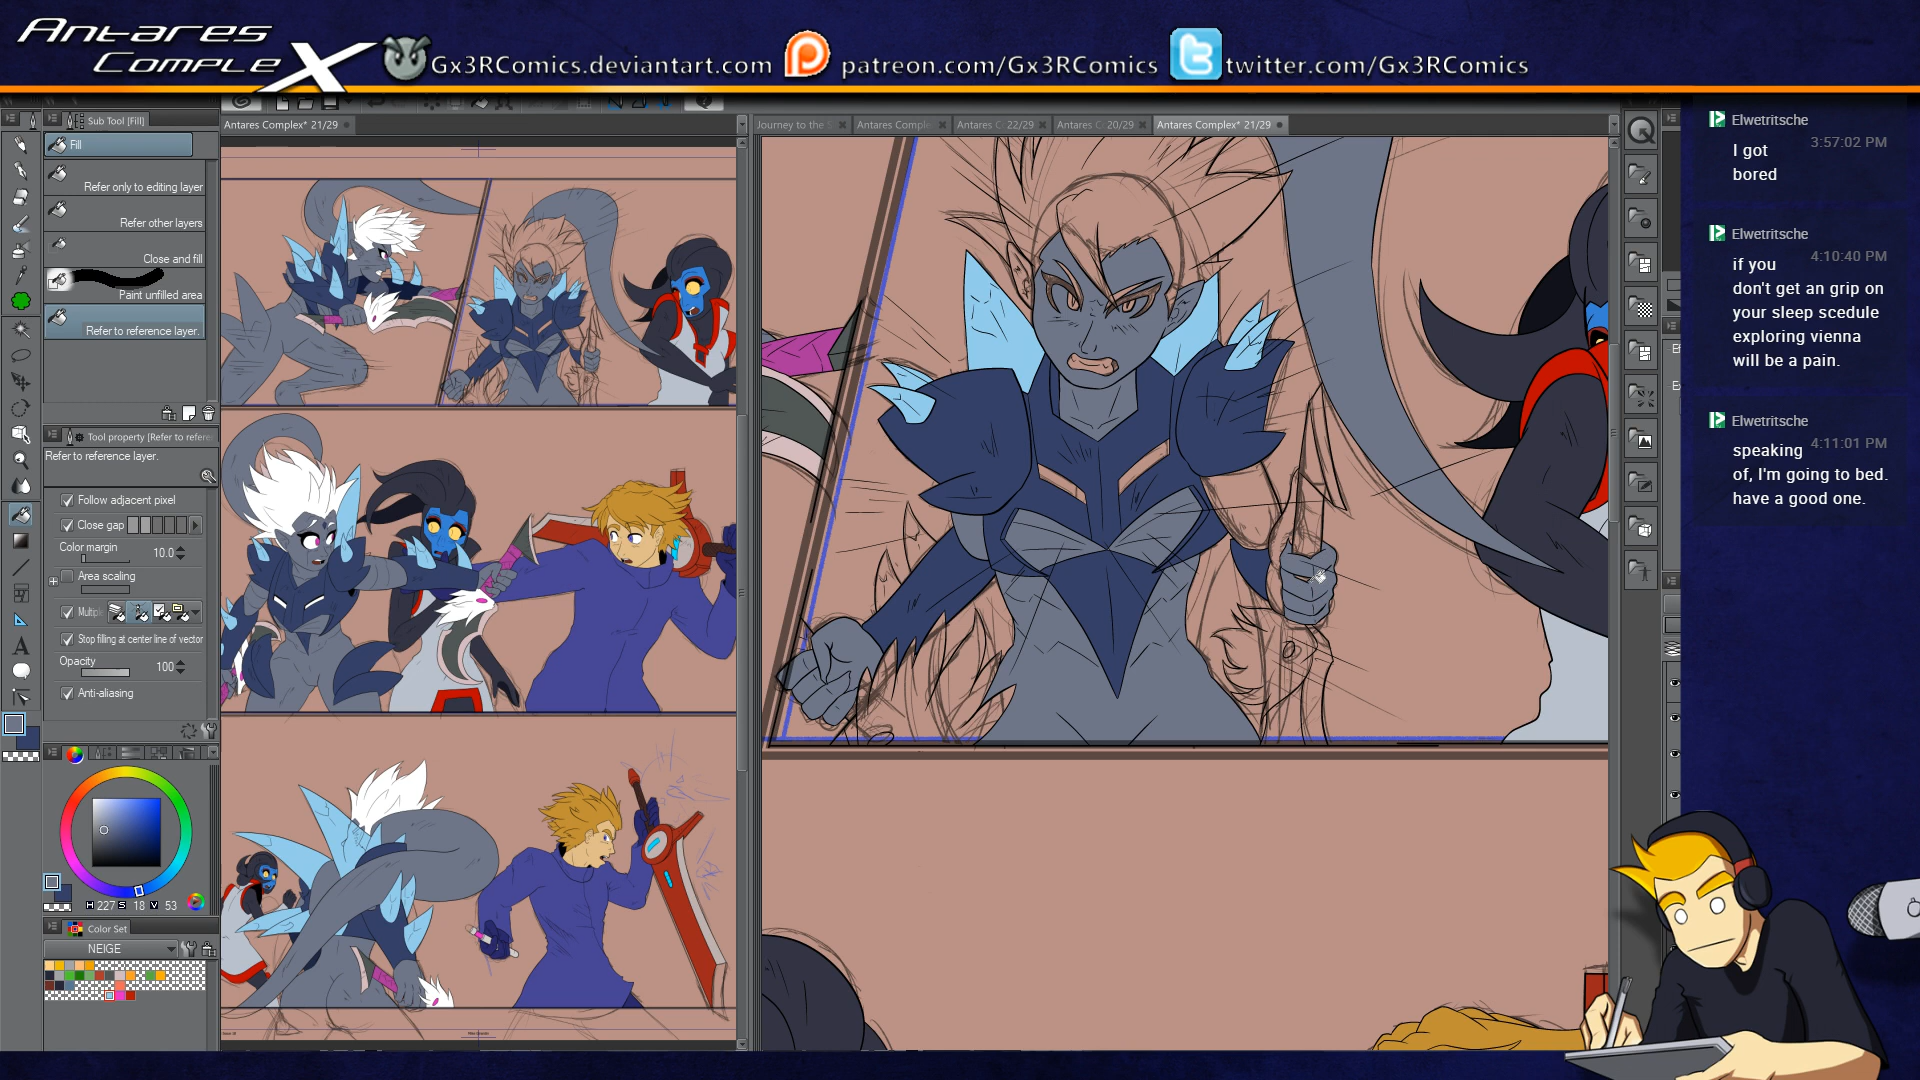 Antares
Complex
Gx3RComics.deviantart.com
patreon.com/Gx3RComics
twitter.com/Gx3RComics
Sub Tool [Fill]
Fill
Refer only to editing layer
Refer other layers
Close and fill
Paint unfilled area
Refer to reference layer.
Tool property [Refer to refere
Refer to reference layer.
Follow adjacent pixel
Close gap
Color margin 10.0
Area scaling
Multiple
Stop filling at center line of vector
Opacity 100
Anti-aliasing
H 227 S 18 V 53
Color Set
NEIGE
Antares Complex* 21/29
Journey to the
Antares Comple
Antares C 22/29
Antares C 20/29
Antares Complex* 21/29
Elwetritsche
3:57:02 PM
I got
bored
Elwetritsche
4:10:40 PM
if you
don't get an grip on
your sleep scedule
exploring vienna
will be a pain.
Elwetritsche
4:11:01 PM
speaking
of, I'm going to bed.
have a good one.